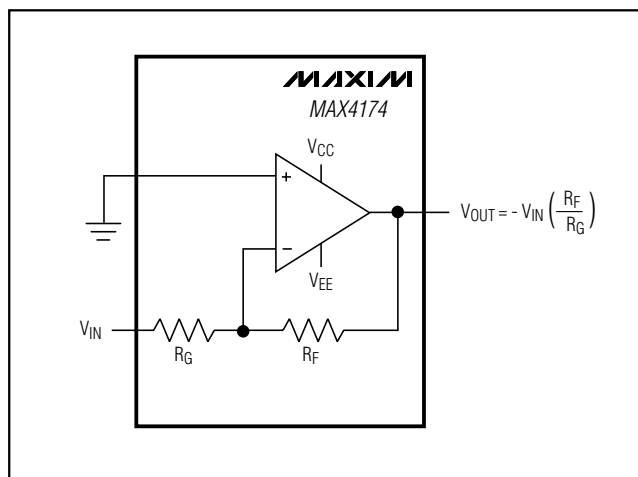 MAXIM
MAX4174
VCC
+
VOUT = - VIN (RF/RG)
−
VEE
VIN
RG
RF